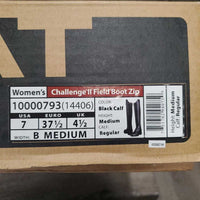 AT
Women's Challenge II Field Boot Zip
10000793(14406)
COLOR:
Black Calf
HEIGHT:
Medium
CALF:
Regular
USA EURO UK
7 37½ 4½
WIDTH: B MEDIUM
Height: Medium
Calf: Regular